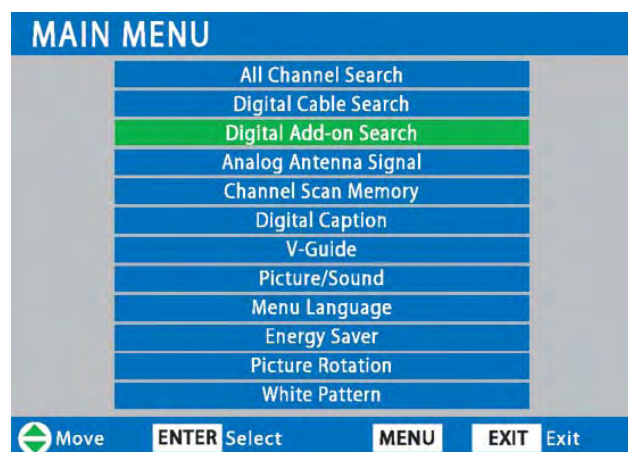 MAIN MENU
All Channel Search
Digital Cable Search
Digital Add-on Search
Analog Antenna Signal
Channel Scan Memory
Digital Caption
V-Guide
Picture/Sound
Menu Language
Energy Saver
Picture Rotation
White Pattern
Move ENTER Select MENU EXIT Exit